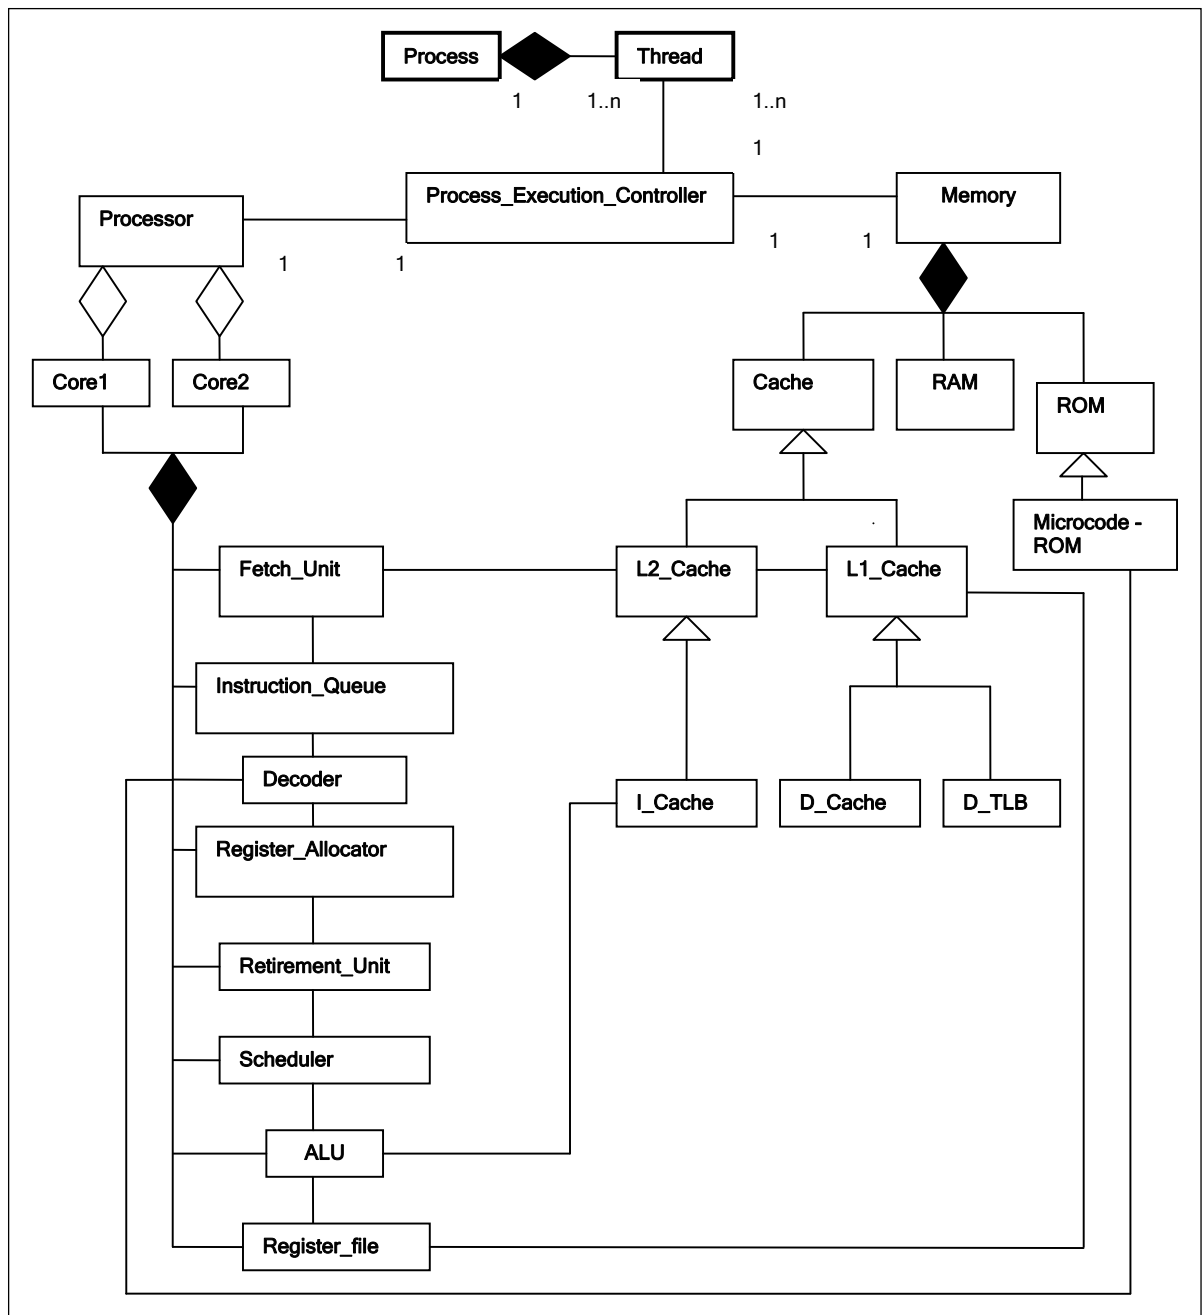 Process
Thread
1
1..n
1..n
1
Process_Execution_Controller
Memory
Processor
1
1
1
1
Core1
Core2
Cache
RAM
ROM
Microcode -
ROM
Fetch_Unit
L2_Cache
L1_Cache
Instruction_Queue
Decoder
I_Cache
D_Cache
D_TLB
Register_Allocator
Retirement_Unit
Scheduler
ALU
Register_file